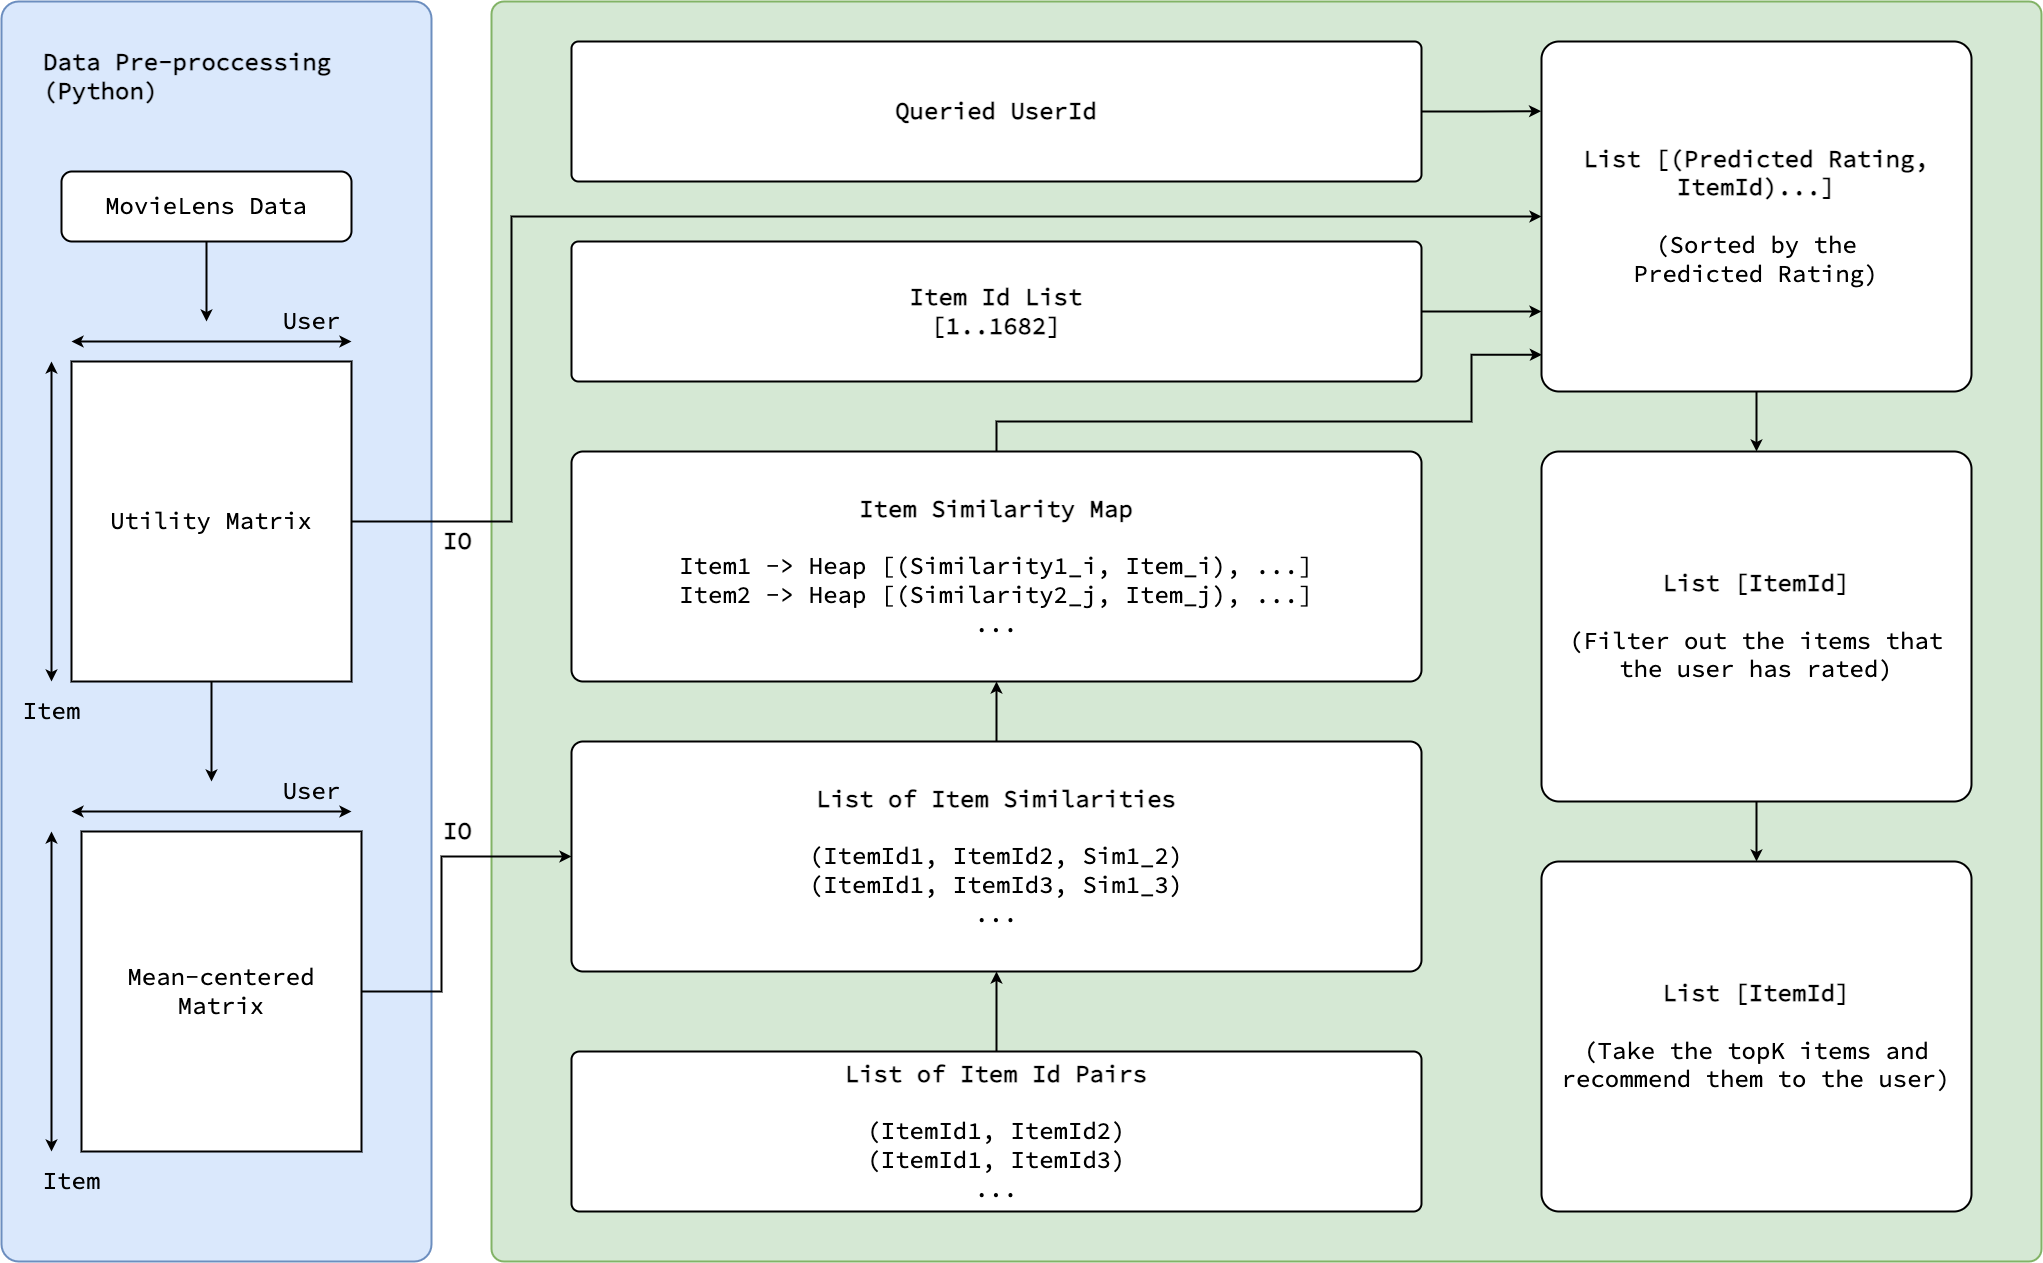 Data Pre-proccessing
(Python)
MovieLens Data
User
Utility Matrix
Item
User
Mean-centered
Matrix
Item
IO
IO
Queried UserId
Item Id List
[1..1682]
Item Similarity Map
Item1 -> Heap [(Similarity1_i, Item_i), ...]
Item2 -> Heap [(Similarity2_j, Item_j), ...]
...
List of Item Similarities
(ItemId1, ItemId2, Sim1_2)
(ItemId1, ItemId3, Sim1_3)
...
List of Item Id Pairs
(ItemId1, ItemId2)
(ItemId1, ItemId3)
...
List [(Predicted Rating,
ItemId)...]
(Sorted by the
Predicted Rating)
List [ItemId]
(Filter out the items that
the user has rated)
List [ItemId]
(Take the topK items and
recommend them to the user)